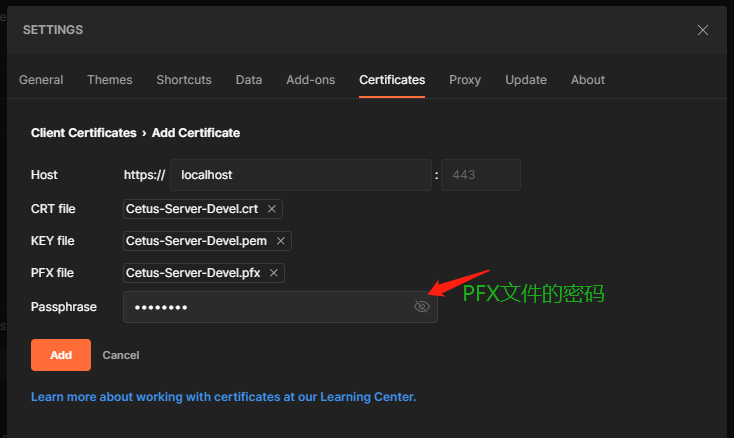 SETTINGS
General Themes Shortcuts Data Add-ons Certificates Proxy Update About
Client Certificates › Add Certificate
Host https:// localhost : 443
CRT file Cetus-Server-Devel.crt ×
KEY file Cetus-Server-Devel.pem ×
PFX file Cetus-Server-Devel.pfx ×
Passphrase •••••••• PFX文件的密码
Add Cancel
Learn more about working with certificates at our Learning Center.